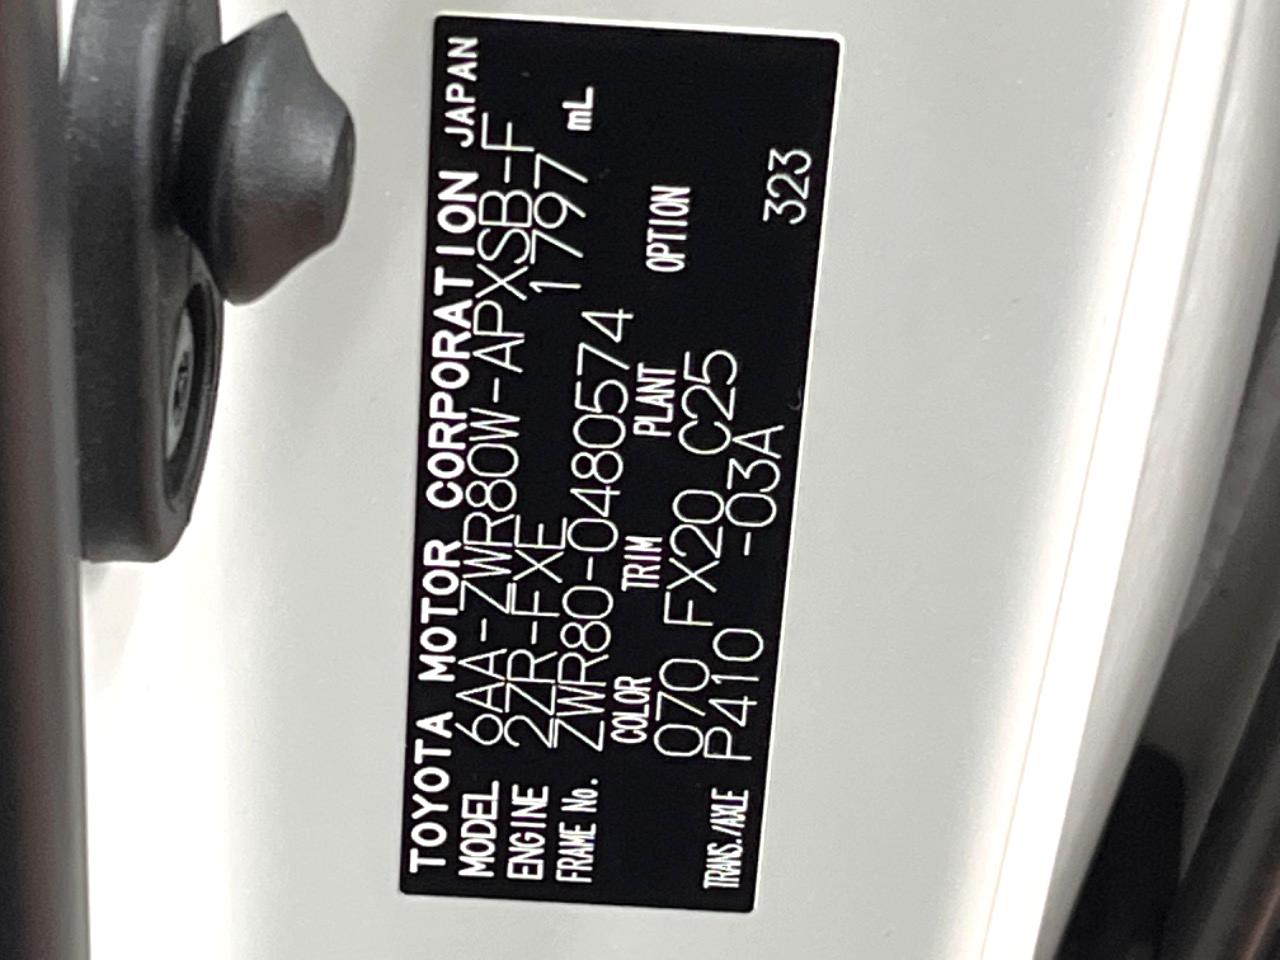 TOYOTA MOTOR CORPORATION JAPAN
MODEL 6AA-ZWR80W-APXSB-F
ENGINE 2ZR-FXE 1797 mL
FRAME No. ZWR80-0480574
COLOR TRIM PLANT OPTION
070 FX20 C25
TRANS./AXLE P410 -03A 323